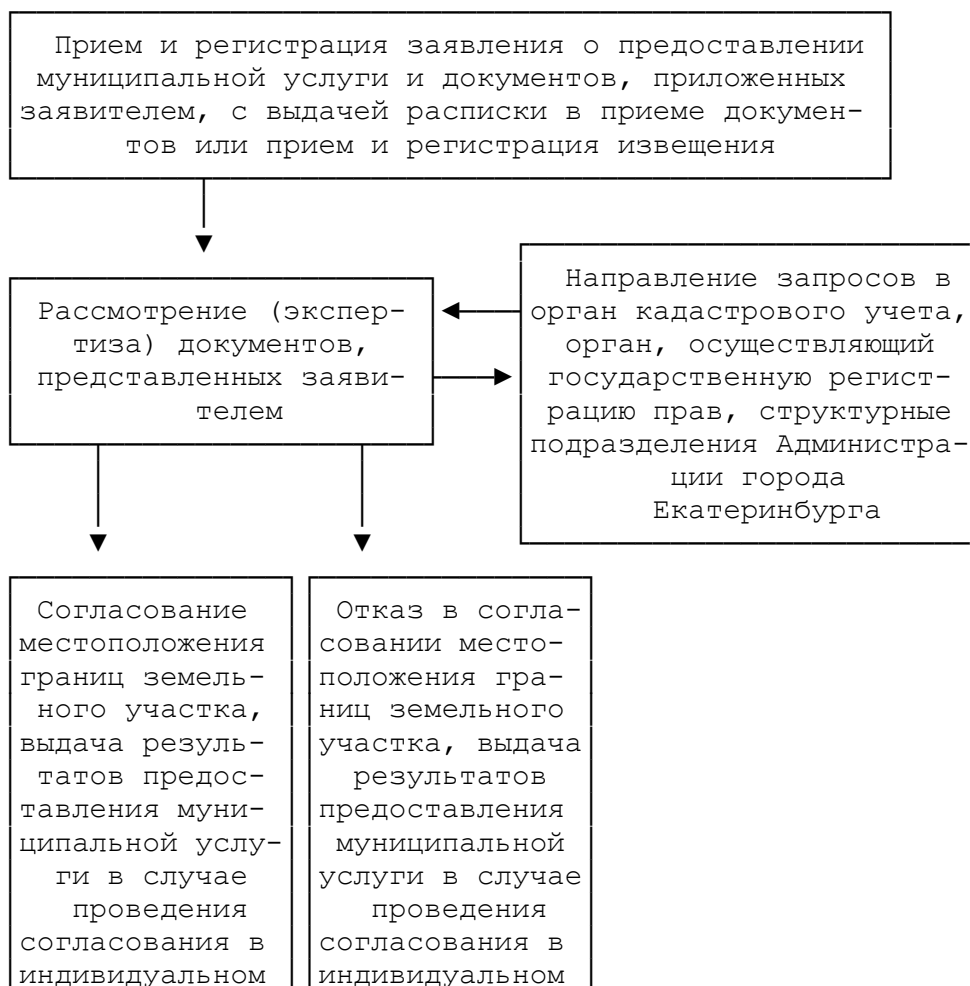 Прием и регистрация заявления о предоставлении
муниципальной услуги и документов, приложенных
заявителем, с выдачей расписки в приеме докумен-
тов или прием и регистрация извещения
Рассмотрение (экспер-
тиза) документов,
представленных заяви-
телем
Направление запросов в
орган кадастрового учета,
орган, осуществляющий
государственную регист-
рацию прав, структурные
подразделения Администра-
ции города
Екатеринбурга
Согласование
местоположения
границ земель-
ного участка,
выдача резуль-
татов предос-
тавления муни-
ципальной услу-
ги в случае
проведения
согласования в
индивидуальном
Отказ в согла-
совании место-
положения гра-
ниц земельного
участка, выдача
результатов
предоставления
муниципальной
услуги в случае
проведения
согласования в
индивидуальном